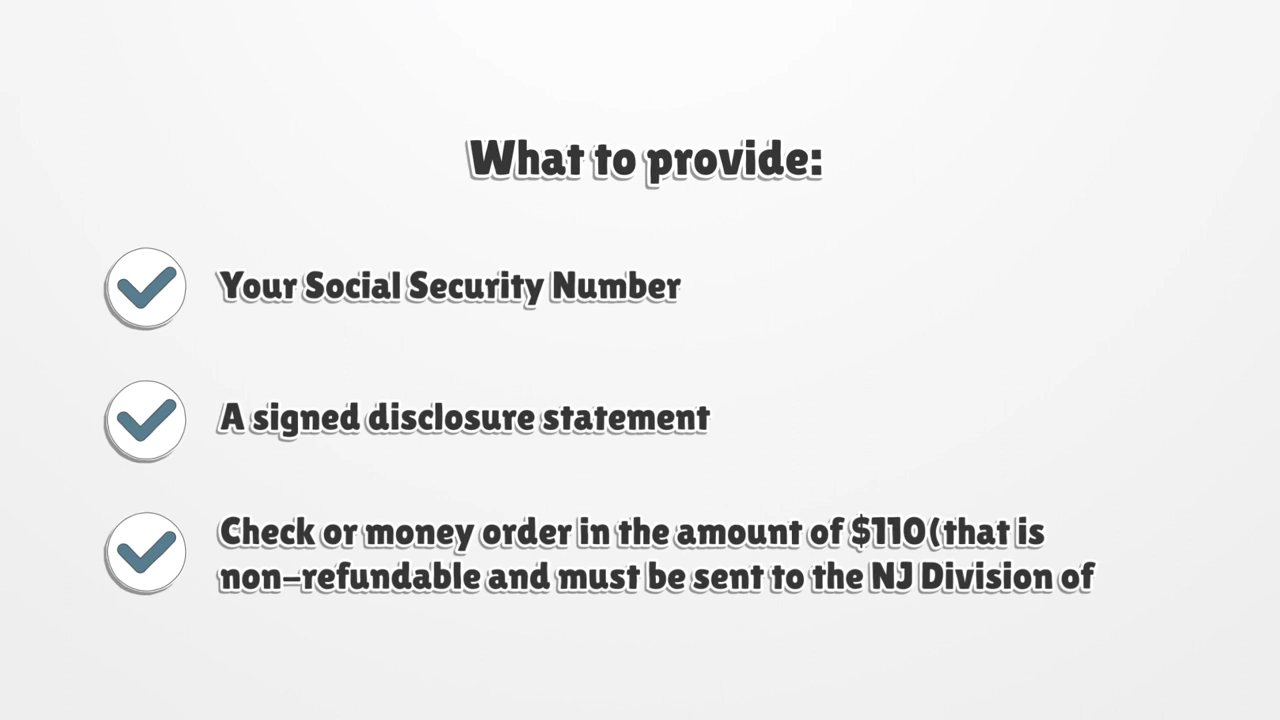 What to provide:
Your Social Security Number
A signed disclosure statement
Check or money order in the amount of $110(that is
non-refundable and must be sent to the NJ Division of